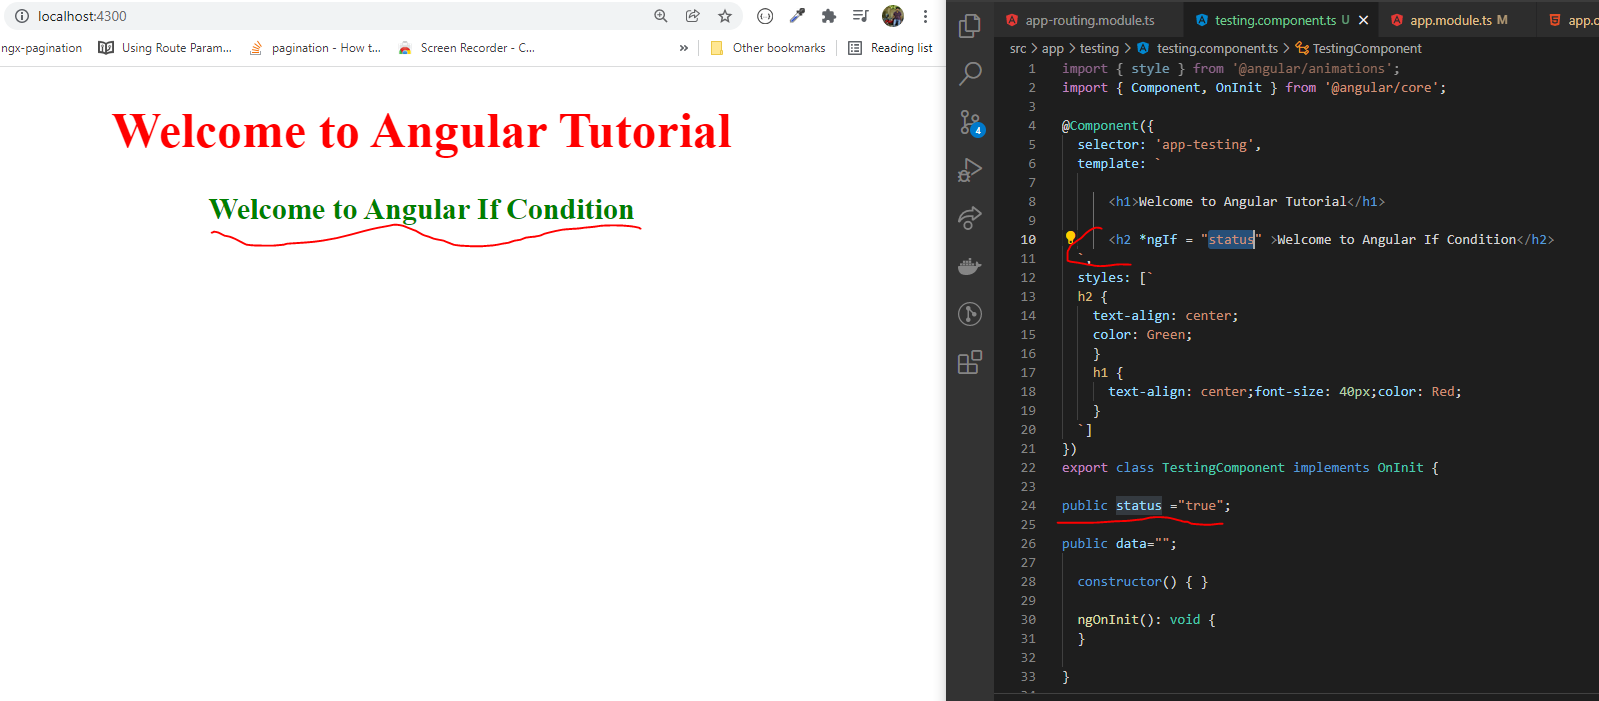 localhost:4300
ngx-pagination Using Route Param... pagination - How t... Screen Recorder - C... » Other bookmarks Reading list
Welcome to Angular Tutorial
Welcome to Angular If Condition
app-routing.module.ts testing.component.ts U app.module.ts M app.c
src > app > testing > testing.component.ts > TestingComponent
4
1 import { style } from '@angular/animations';
2 import { Component, OnInit } from '@angular/core';
3
4 @Component({
5 selector: 'app-testing',
6 template: `
7
8 <h1>Welcome to Angular Tutorial</h1>
9
10 <h2 *ngIf = "status" >Welcome to Angular If Condition</h2>
11 `,
12 styles: [`
13 h2 {
14 text-align: center;
15 color: Green;
16 }
17 h1 {
18 text-align: center;font-size: 40px;color: Red;
19 }
20 `]
21 })
22 export class TestingComponent implements OnInit {
23
24 public status ="true";
25
26 public data="";
27
28 constructor() { }
29
30 ngOnInit(): void {
31 }
32
33 }